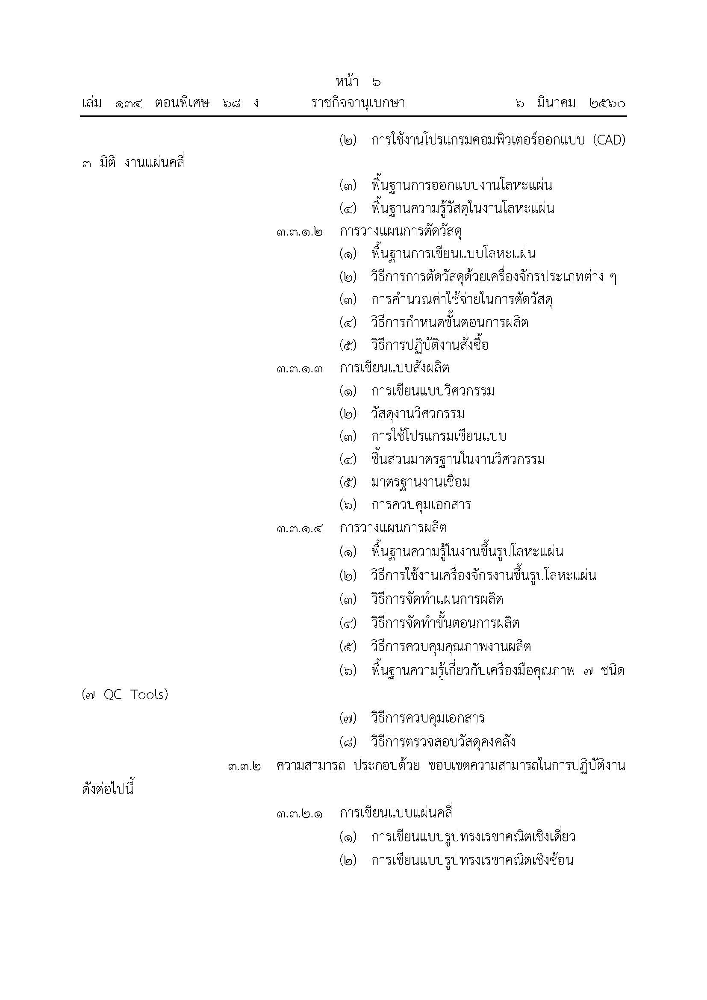 หน้า ๖
เล่ม ๑๓๔ ตอนพิเศษ ๖๘ ง ราชกิจจานุเบกษา ๖ มีนาคม ๒๕๖๐
(๒) การใช้งานโปรแกรมคอมพิวเตอร์ออกแบบ (CAD)
๓ มิติ งานแผ่นคลี่
(๓) พื้นฐานการออกแบบงานโลหะแผ่น
(๔) พื้นฐานความรู้วัสดุในงานโลหะแผ่น
๓.๓.๑.๒ การวางแผนการตัดวัสดุ
(๑) พื้นฐานการเขียนแบบโลหะแผ่น
(๒) วิธีการการตัดวัสดุด้วยเครื่องจักรประเภทต่าง ๆ
(๓) การคำนวณค่าใช้จ่ายในการตัดวัสดุ
(๔) วิธีการกำหนดขั้นตอนการผลิต
(๕) วิธีการปฏิบัติงานสั่งซื้อ
๓.๓.๑.๓ การเขียนแบบสั่งผลิต
(๑) การเขียนแบบวิศวกรรม
(๒) วัสดุงานวิศวกรรม
(๓) การใช้โปรแกรมเขียนแบบ
(๔) ชิ้นส่วนมาตรฐานในงานวิศวกรรม
(๕) มาตรฐานงานเชื่อม
(๖) การควบคุมเอกสาร
๓.๓.๑.๔ การวางแผนการผลิต
(๑) พื้นฐานความรู้ในงานขึ้นรูปโลหะแผ่น
(๒) วิธีการใช้งานเครื่องจักรงานขึ้นรูปโลหะแผ่น
(๓) วิธีการจัดทำแผนการผลิต
(๔) วิธีการจัดทำขั้นตอนการผลิต
(๕) วิธีการควบคุมคุณภาพงานผลิต
(๖) พื้นฐานความรู้เกี่ยวกับเครื่องมือคุณภาพ ๗ ชนิด
(๗ QC Tools)
(๗) วิธีการควบคุมเอกสาร
(๘) วิธีการตรวจสอบวัสดุคงคลัง
๓.๓.๒ ความสามารถ ประกอบด้วย ขอบเขตความสามารถในการปฏิบัติงาน
ดังต่อไปนี้
๓.๓.๒.๑ การเขียนแบบแผ่นคลี่
(๑) การเขียนแบบรูปทรงเรขาคณิตเชิงเดี่ยว
(๒) การเขียนแบบรูปทรงเรขาคณิตเชิงซ้อน